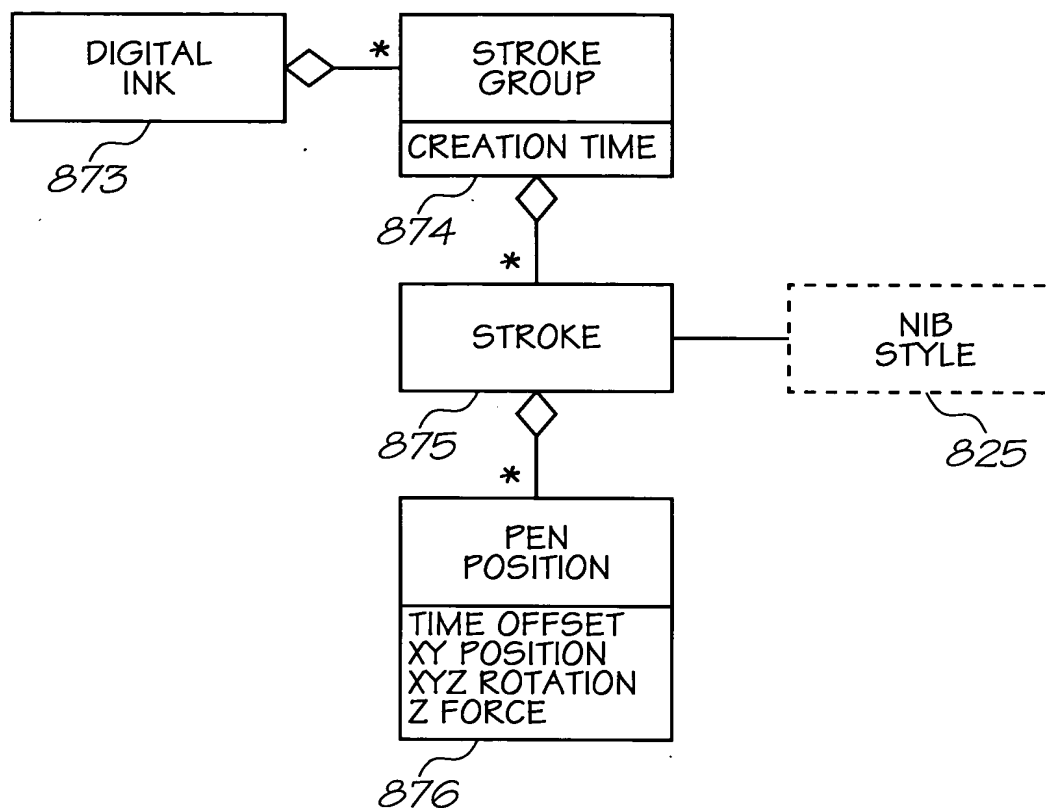 DIGITAL
INK
*
STROKE
GROUP
CREATION TIME
873
874
*
STROKE
NIB
STYLE
875
825
*
PEN
POSITION
TIME OFFSET
XY POSITION
XYZ ROTATION
Z FORCE
876